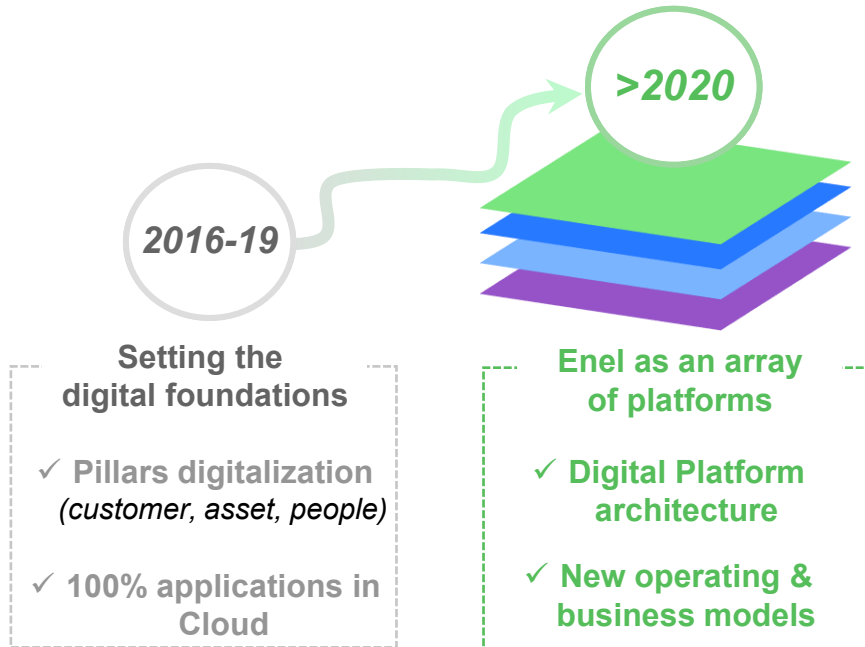 >2020
2016-19
Setting the
digital foundations
✓ Pillars digitalization
(customer, asset, people)
✓ 100% applications in
Cloud
Enel as an array
of platforms
✓ Digital Platform
architecture
✓ New operating &
business models